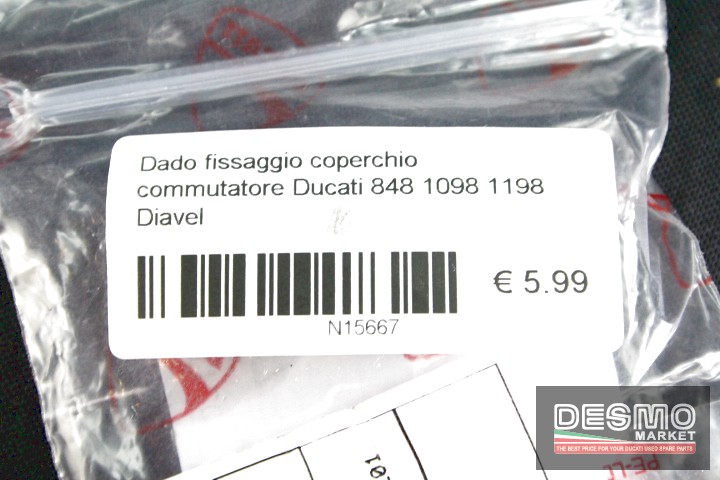 Dado fissaggio coperchio
commutatore Ducati 848 1098 1198
Diavel
€ 5.99
N15667
DESMO
MARKET
THE BEST PRICE FOR YOUR DUCATI USED SPARE PARTS